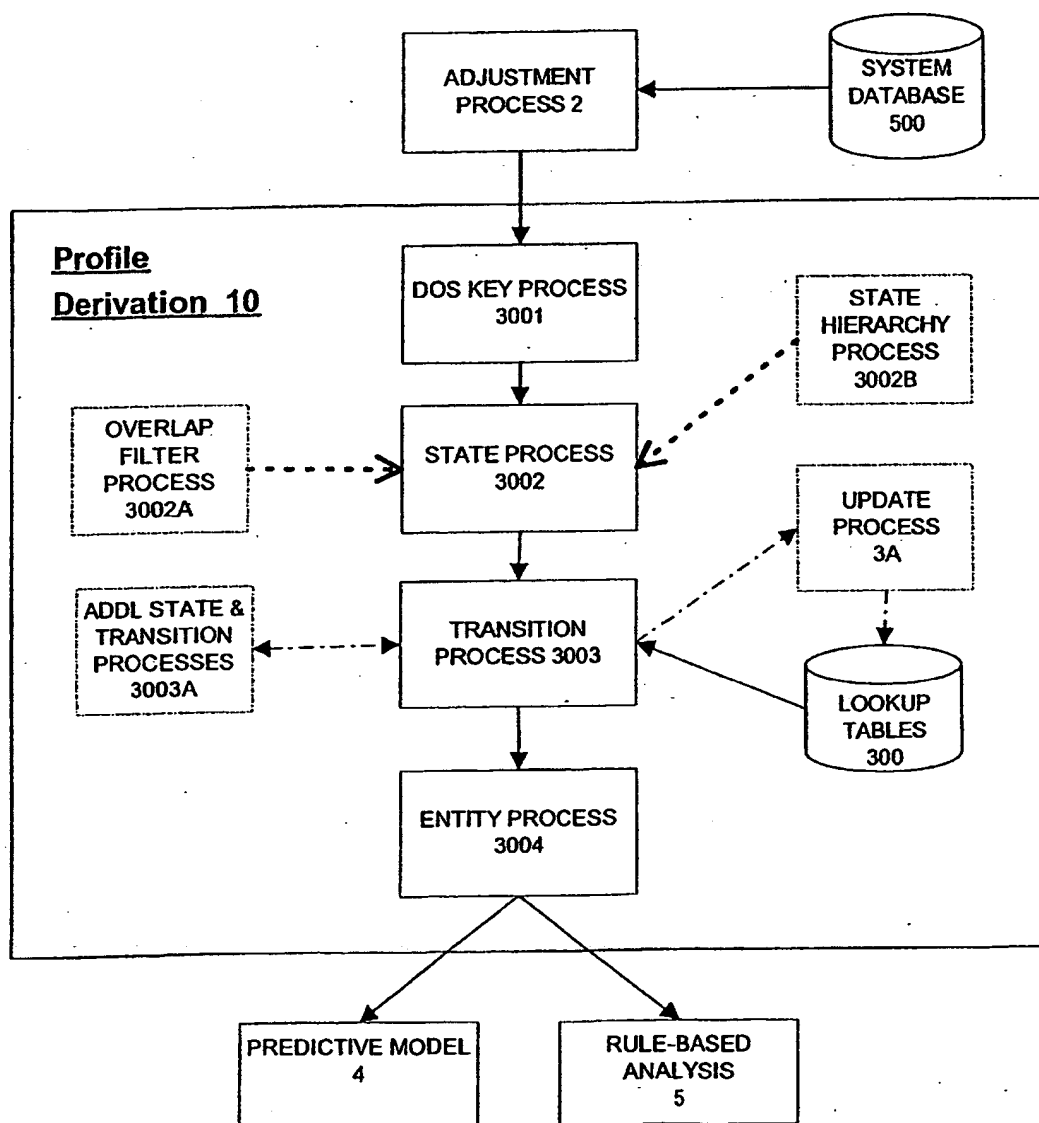 ADJUSTMENT
PROCESS 2
SYSTEM
DATABASE
500
Profile
Derivation 10
DOS KEY PROCESS
3001
STATE
HIERARCHY
PROCESS
3002B
OVERLAP
FILTER
PROCESS
3002A
STATE PROCESS
3002
UPDATE
PROCESS
3A
ADDL STATE &
TRANSITION
PROCESSES
3003A
TRANSITION
PROCESS 3003
LOOKUP
TABLES
300
ENTITY PROCESS
3004
PREDICTIVE MODEL
4
RULE-BASED
ANALYSIS
5